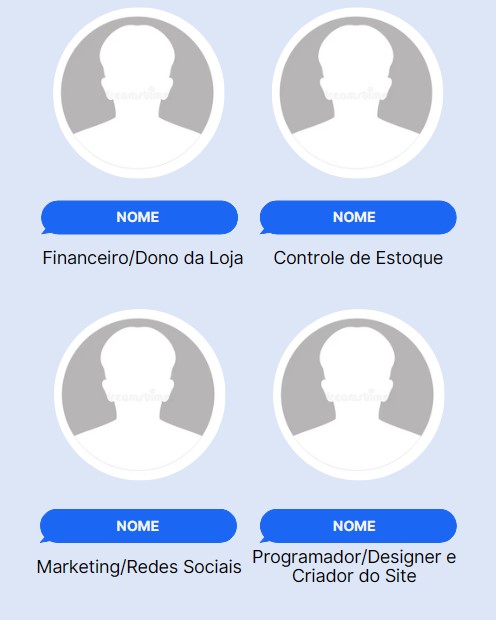 NOME
NOME
Financeiro/Dono da Loja
Controle de Estoque
NOME
NOME
Marketing/Redes Sociais
Programador/Designer e
Criador do Site